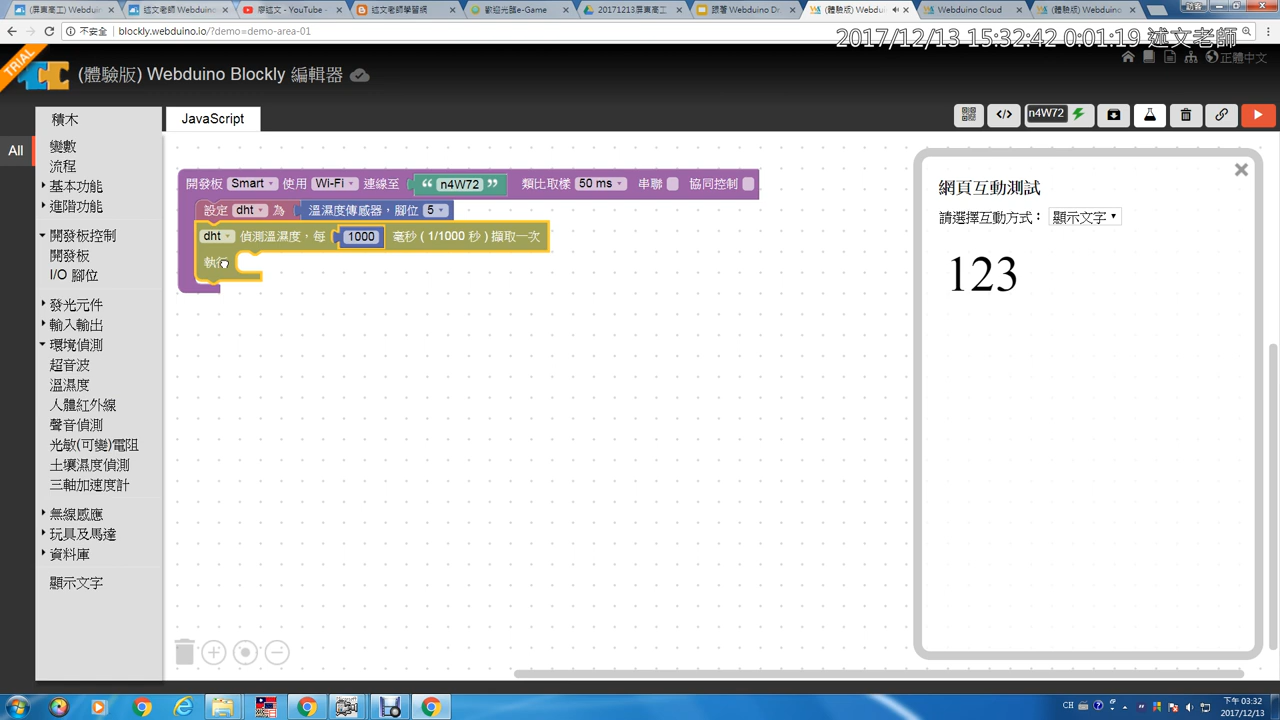 (屏東高工) Webduin
述文老師 Webduino
廖述文 - YouTube -
述文老師學習網
歡迎光臨e-Game
20171213屏東高工
師著 Webduino Dr
(體驗版) Webdui
Webduino Cloud
(體驗版) Webduino
訪客
不安全 blockly.webduino.io/?demo=demo-area-01
2017/12/13 15:32:42 0:01:19 述文老師
TRIAL
(體驗版) Webduino Blockly 編輯器
正體中文
All
積木
JavaScript
n4W72
變數
流程
基本功能
進階功能
開發板控制
開發板
I/O 腳位
發光元件
輸入輸出
環境偵測
超音波
溫濕度
人體紅外線
聲音偵測
光敏(可變)電阻
土壤濕度偵測
三軸加速度計
無線感應
玩具及馬達
資料庫
顯示文字
開發板 Smart 使用 Wi-Fi 連線至 “ n4W72 ” 類比取樣 50 ms 串聯 協同控制
設定 dht 為 溫濕度傳感器，腳位 5
dht 偵測溫濕度，每 1000 毫秒 ( 1/1000 秒 ) 擷取一次
執行
網頁互動測試
請選擇互動方式： 顯示文字
123
CH
下午 03:32
2017/12/13